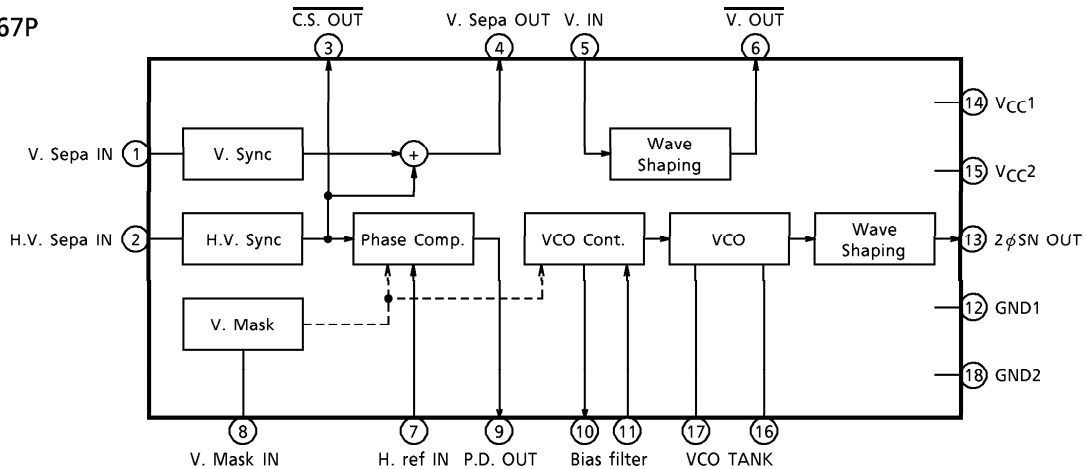 67P
C.S. OUT
V. Sepa OUT
V. IN
V. OUT
3
4
5
6
14 VCC1
V. Sepa IN 1
V. Sync
+
Wave
Shaping
15 VCC2
H.V. Sepa IN 2
H.V. Sync
Phase Comp.
VCO Cont.
VCO
Wave
Shaping
13 2φSN OUT
V. Mask
12 GND1
18 GND2
8
7
9
10
11
17
16
V. Mask IN
H. ref IN
P.D. OUT
Bias filter
VCO TANK